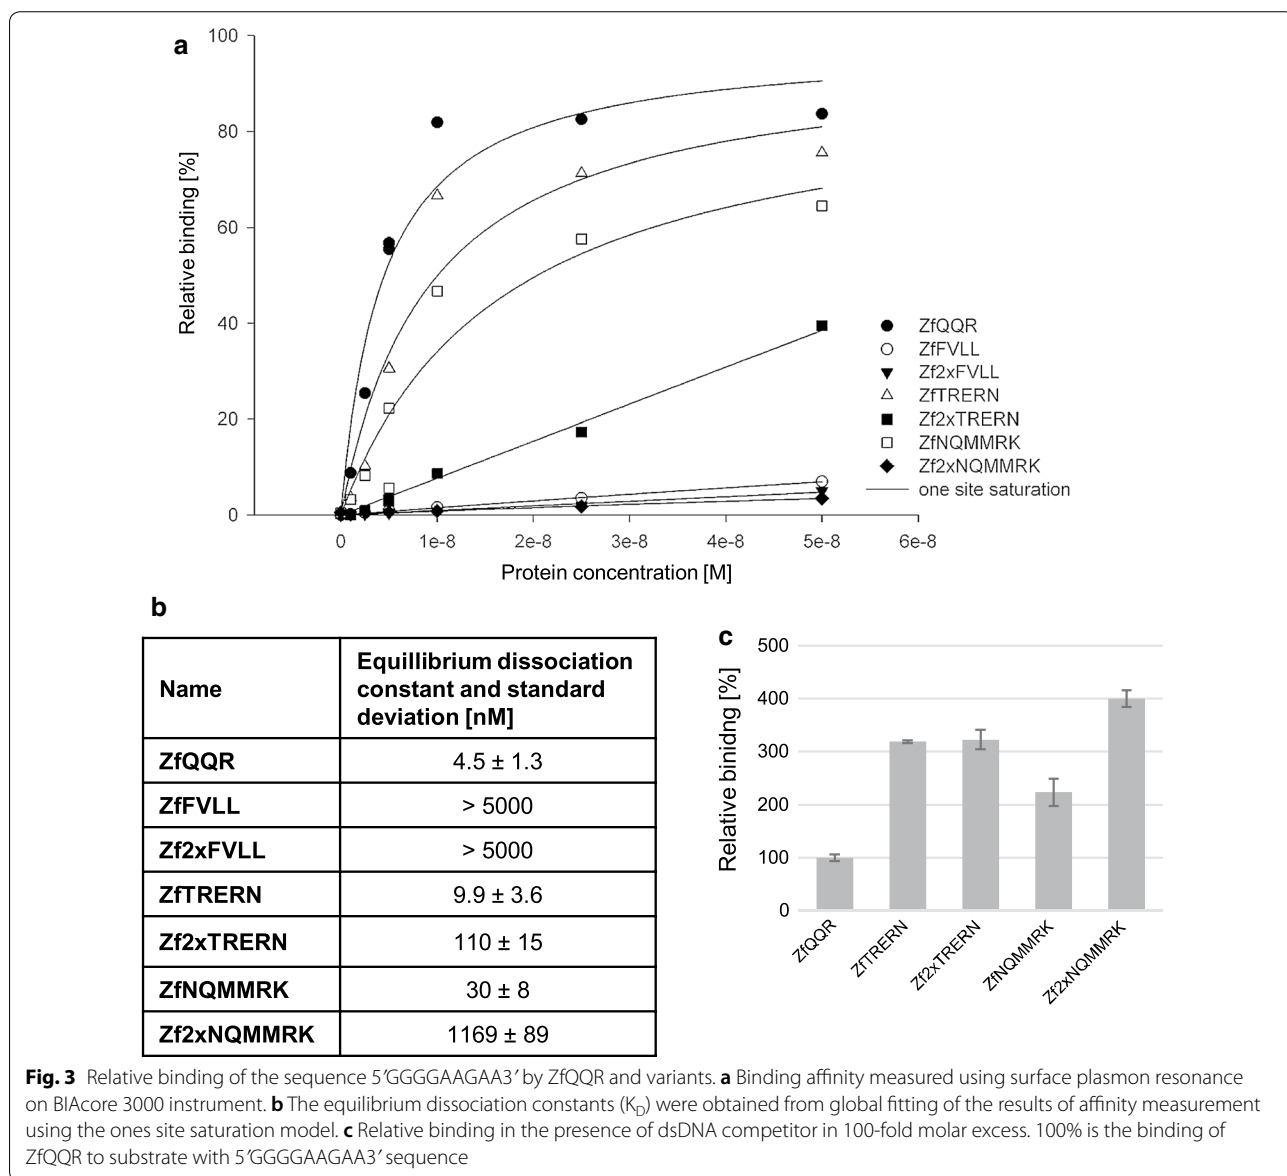 a
100
80
60
40
20
0
Relative binding [%]
0 1e-8 2e-8 3e-8 4e-8 5e-8 6e-8
Protein concentration [M]
ZfQQR
ZfFVLL
Zf2xFVLL
ZfTRERN
Zf2xTRERN
ZfNQMMRK
Zf2xNQMMRK
one site saturation
b
Name
Equillibrium dissociation
constant and standard
deviation [nM]
ZfQQR 4.5 ± 1.3
ZfFVLL > 5000
Zf2xFVLL > 5000
ZfTRERN 9.9 ± 3.6
Zf2xTRERN 110 ± 15
ZfNQMMRK 30 ± 8
Zf2xNQMMRK 1169 ± 89
c
500
400
300
200
100
0
Relative binidng [%]
ZfQQR
ZfTRERN
Zf2xTRERN
ZfNQMMRK
Zf2xNQMMRK
Fig. 3 Relative binding of the sequence 5′GGGGAAGAA3′ by ZfQQR and variants. a Binding affinity measured using surface plasmon resonance
on BIAcore 3000 instrument. b The equilibrium dissociation constants (KD) were obtained from global fitting of the results of affinity measurement
using the ones site saturation model. c Relative binding in the presence of dsDNA competitor in 100-fold molar excess. 100% is the binding of
ZfQQR to substrate with 5′GGGGAAGAA3′ sequence